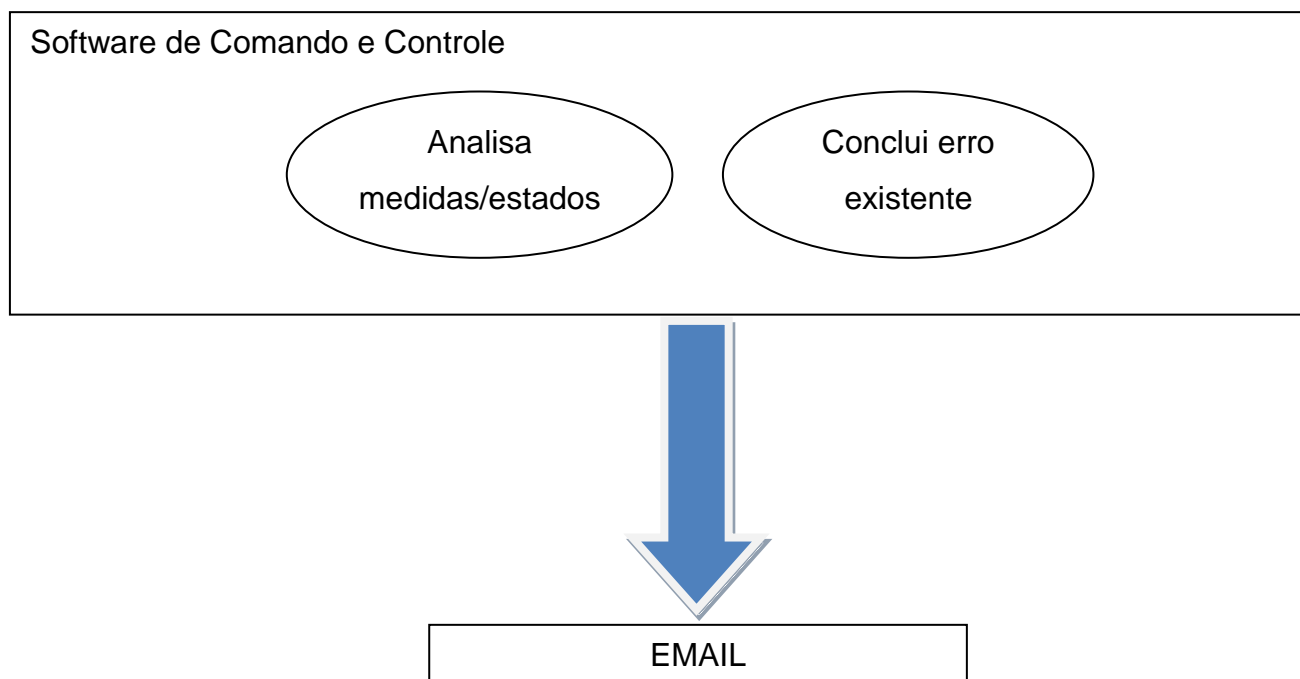 Software de Comando e Controle
Analisa
medidas/estados
Conclui erro
existente
EMAIL